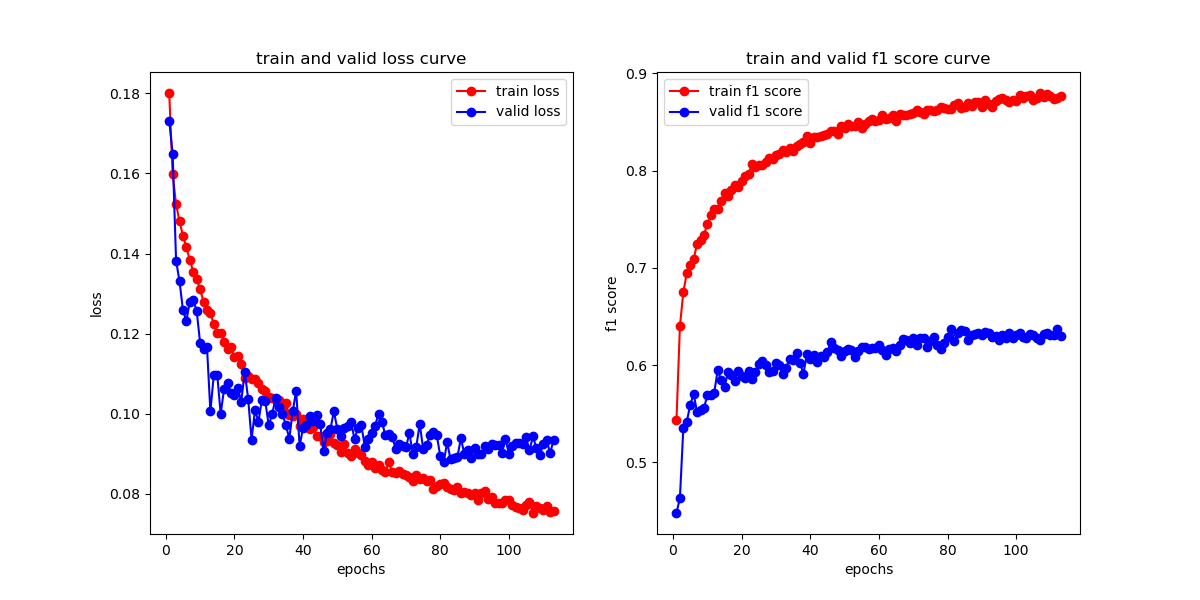 train and valid loss curve
train loss
valid loss
0.18
0.16
0.14
0.12
0.10
0.08
loss
0 20 40 60 80 100
epochs
train and valid f1 score curve
train f1 score
valid f1 score
0.9
0.8
0.7
0.6
0.5
f1 score
0 20 40 60 80 100
epochs